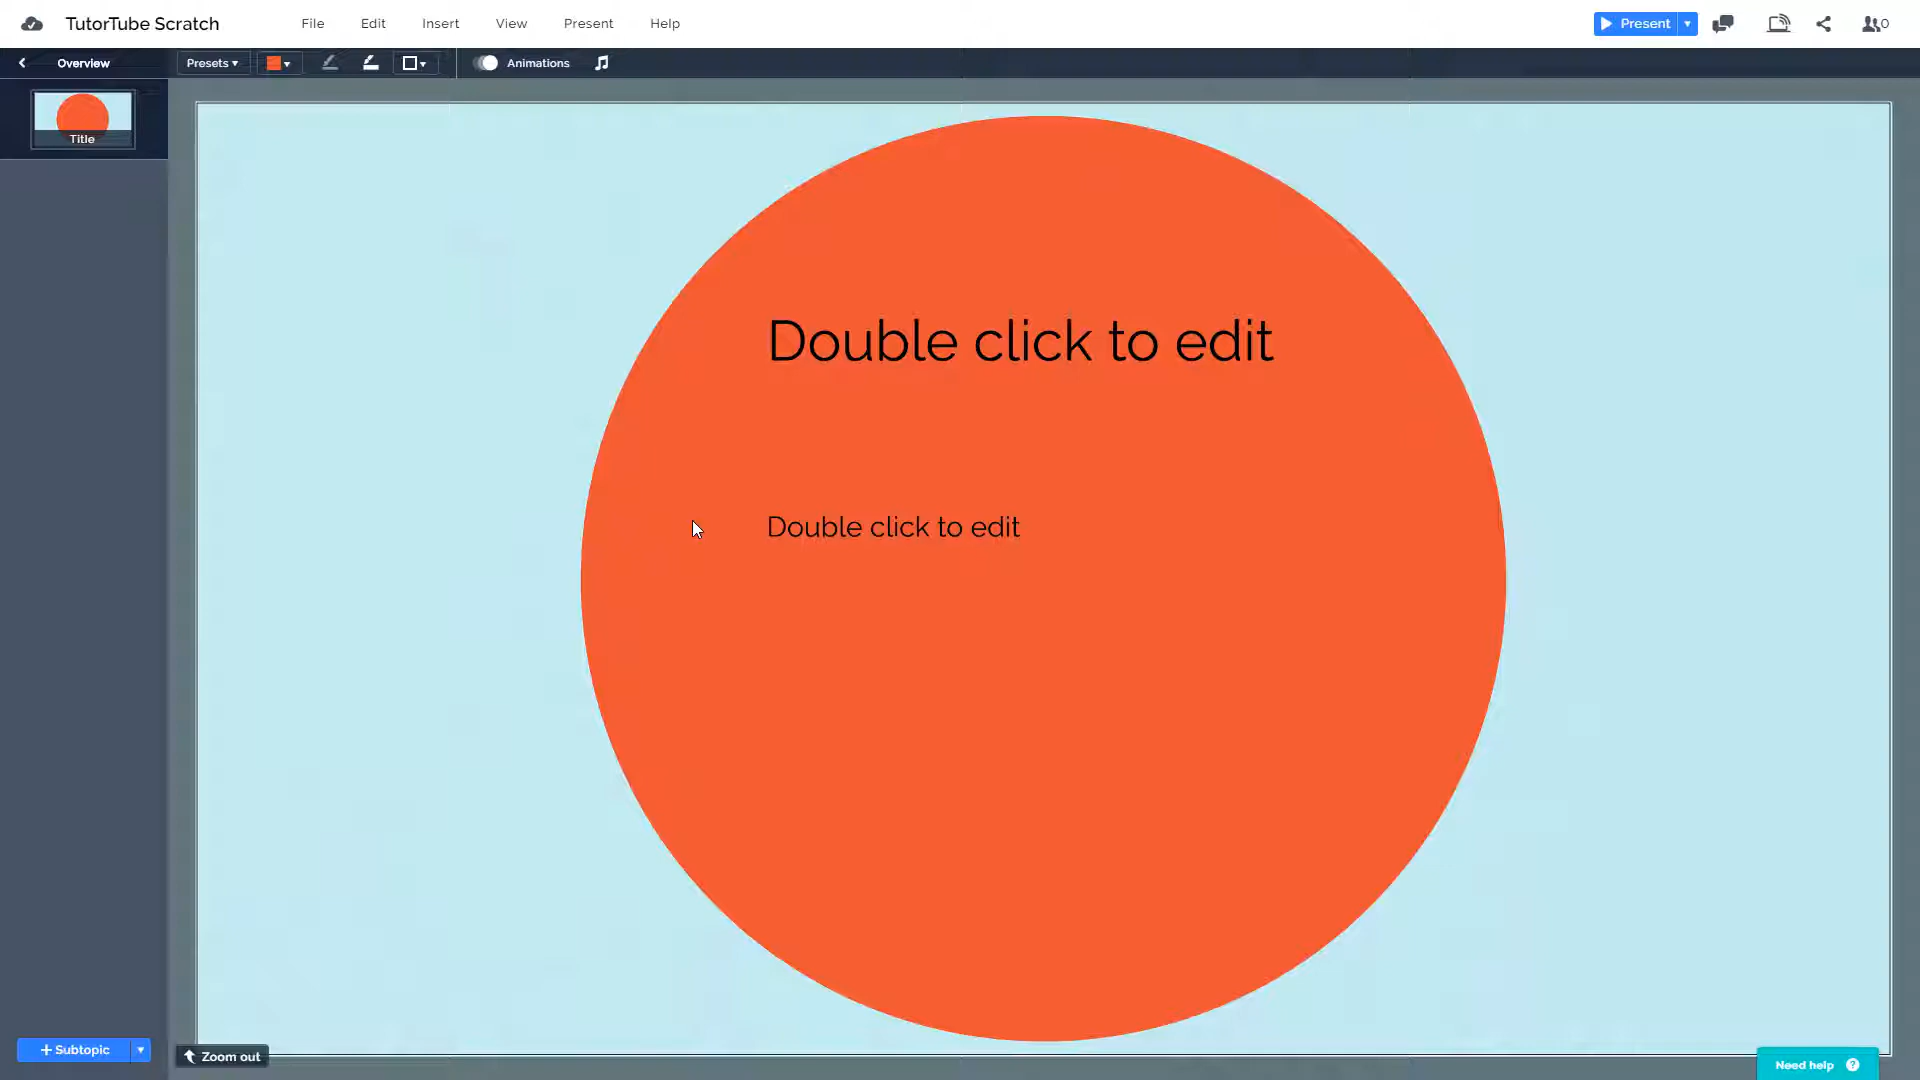 TutorTube Scratch
File Edit Insert View Present Help
Present
0
Overview
Presets
Animations
Title
Double click to edit
Double click to edit
+ Subtopic
Zoom out
Need help ?